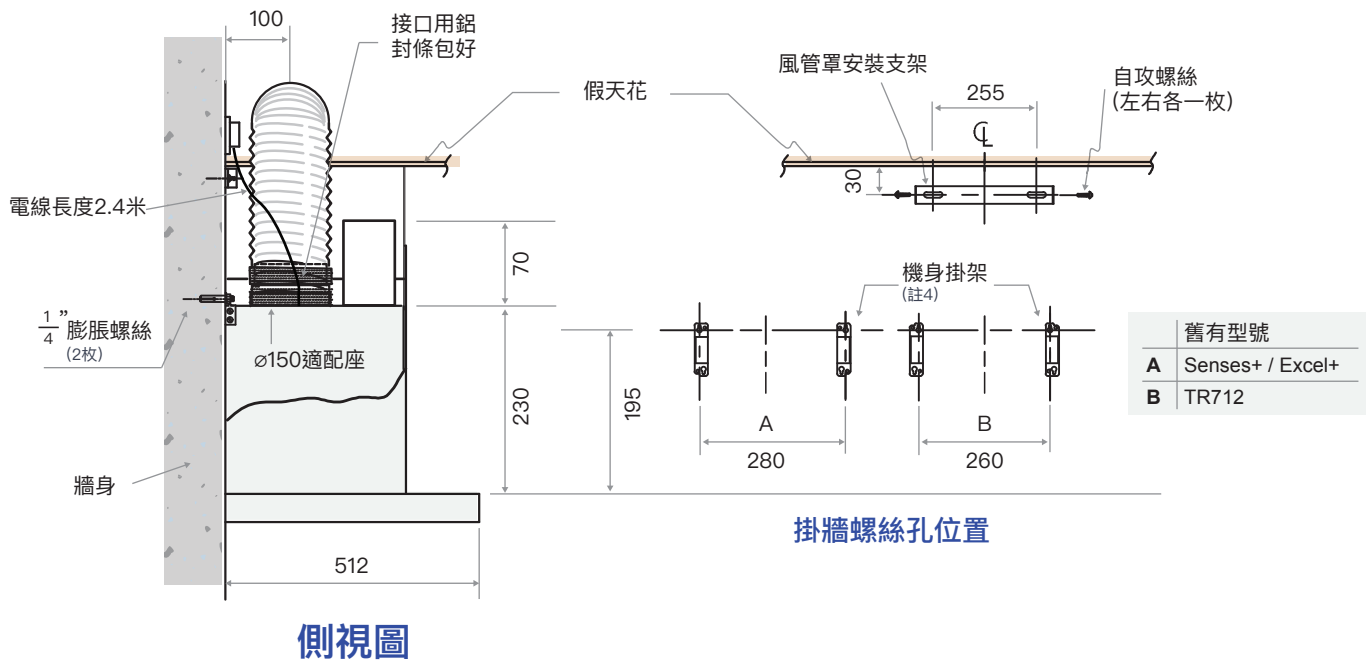 100
接口用鋁
封條包好
假天花
風管罩安裝支架
255
自攻螺絲
(左右各一枚)
℄
30
電線長度2.4米
70
1/4”膨脹螺絲
(2枚)
ø150適配座
230
195
機身掛架
(註4)
A
280
B
260
舊有型號
A Senses+ / Excel+
B TR712
牆身
512
掛牆螺絲孔位置
側視圖